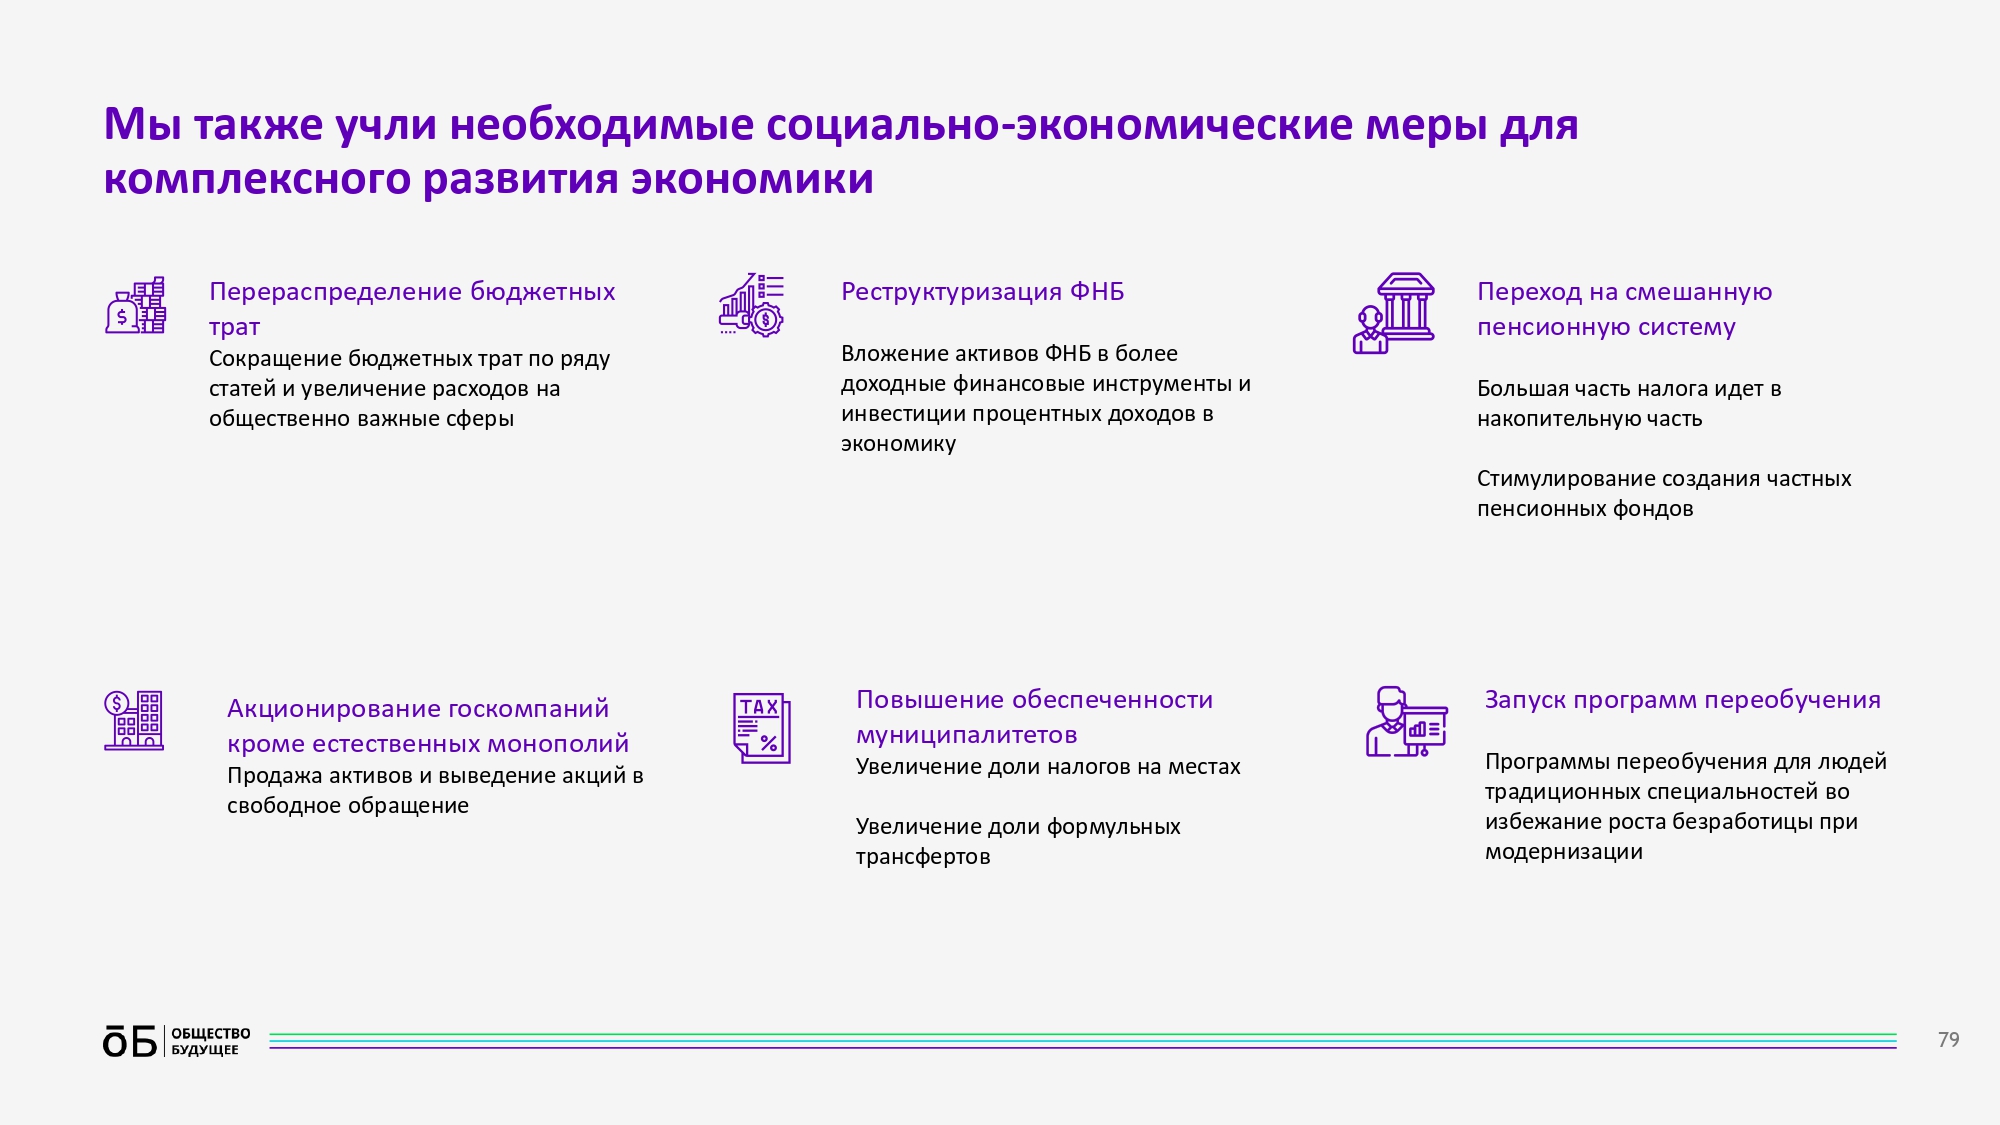 Мы также учли необходимые социально-экономические меры для
комплексного развития экономики
Перераспределение бюджетных
трат
Сокращение бюджетных трат по ряду
статей и увеличение расходов на
общественно важные сферы
Реструктуризация ФНБ
Вложение активов ФНБ в более
доходные финансовые инструменты и
инвестиции процентных доходов в
экономику
Переход на смешанную
пенсионную систему
Большая часть налога идет в
накопительную часть
Стимулирование создания частных
пенсионных фондов
Акционирование госкомпаний
кроме естественных монополий
Продажа активов и выведение акций в
свободное обращение
TAX
%
Повышение обеспеченности
муниципалитетов
Увеличение доли налогов на местах
Увеличение доли формульных
трансфертов
Запуск программ переобучения
Программы переобучения для людей
традиционных специальностей во
избежание роста безработицы при
модернизации
ōБ
ОБЩЕСТВО
БУДУЩЕЕ
79